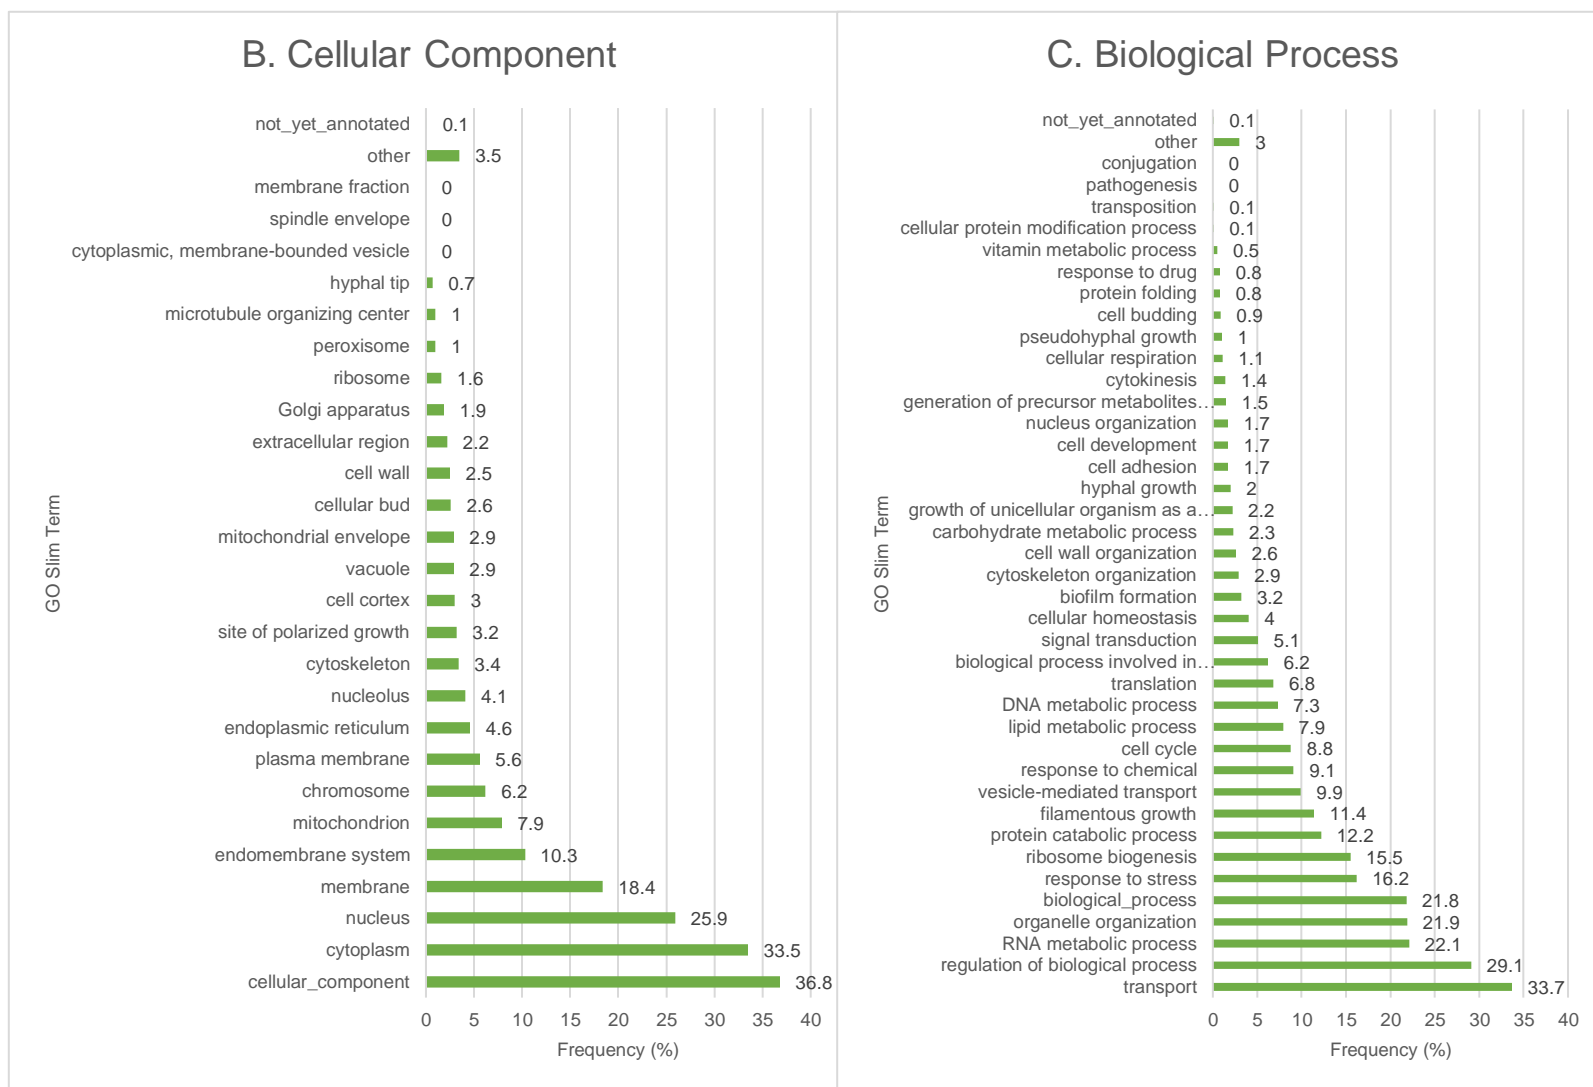 B. Cellular Component
not_yet_annotated 0.1
other 3.5
membrane fraction 0
spindle envelope 0
cytoplasmic, membrane-bounded vesicle 0
hyphal tip 0.7
microtubule organizing center 1
peroxisome 1
ribosome 1.6
Golgi apparatus 1.9
extracellular region 2.2
cell wall 2.5
cellular bud 2.6
mitochondrial envelope 2.9
vacuole 2.9
cell cortex 3
site of polarized growth 3.2
cytoskeleton 3.4
nucleolus 4.1
endoplasmic reticulum 4.6
plasma membrane 5.6
chromosome 6.2
mitochondrion 7.9
endomembrane system 10.3
membrane 18.4
nucleus 25.9
cytoplasm 33.5
cellular_component 36.8
GO Slim Term
0 5 10 15 20 25 30 35 40
Frequency (%)
C. Biological Process
not_yet_annotated 0.1
other 3
conjugation 0
pathogenesis 0
transposition 0.1
cellular protein modification process 0.1
vitamin metabolic process 0.5
response to drug 0.8
protein folding 0.8
cell budding 0.9
pseudohyphal growth 1
cellular respiration 1.1
cytokinesis 1.4
generation of precursor metabolites… 1.5
nucleus organization 1.7
cell development 1.7
cell adhesion 1.7
hyphal growth 2
growth of unicellular organism as a… 2.2
carbohydrate metabolic process 2.3
cell wall organization 2.6
cytoskeleton organization 2.9
biofilm formation 3.2
cellular homeostasis 4
signal transduction 5.1
biological process involved in… 6.2
translation 6.8
DNA metabolic process 7.3
lipid metabolic process 7.9
cell cycle 8.8
response to chemical 9.1
vesicle-mediated transport 9.9
filamentous growth 11.4
protein catabolic process 12.2
ribosome biogenesis 15.5
response to stress 16.2
biological_process 21.8
organelle organization 21.9
RNA metabolic process 22.1
regulation of biological process 29.1
transport 33.7
GO Slim Term
0 5 10 15 20 25 30 35 40
Frequency (%)